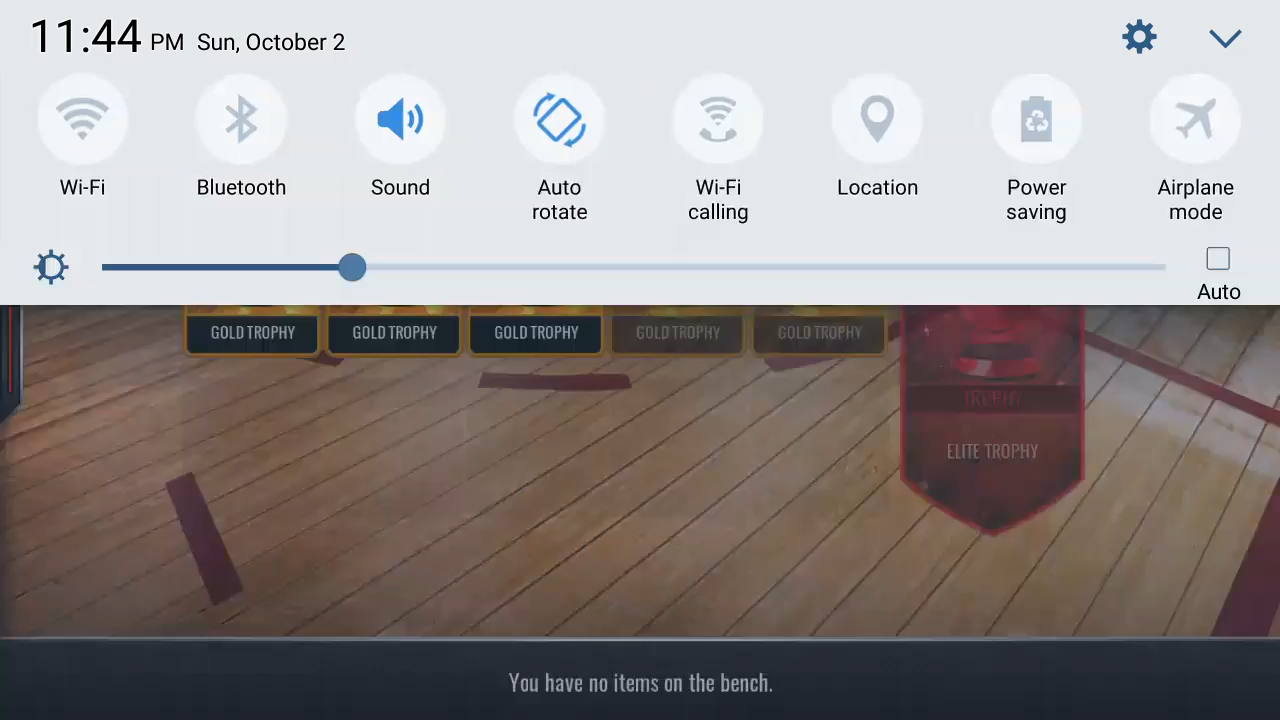 11:44 PM Sun, October 2
Wi-Fi
Bluetooth
Sound
Auto rotate
Wi-Fi calling
Location
Power saving
Airplane mode
Auto
GOLD TROPHY
GOLD TROPHY
GOLD TROPHY
GOLD TROPHY
GOLD TROPHY
TROPHY
ELITE TROPHY
You have no items on the bench.